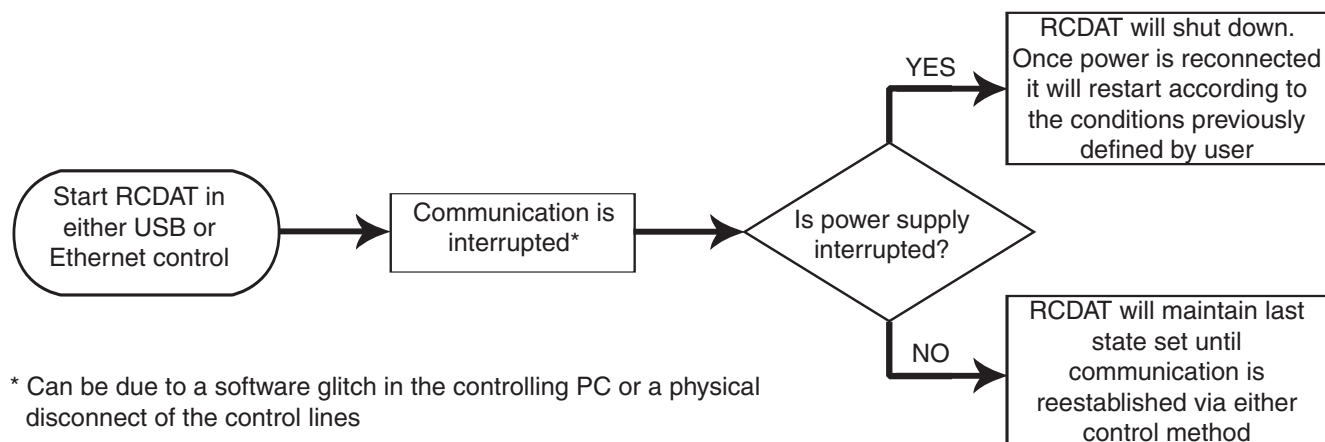 Start RCDAT in
either USB or
Ethernet control
Communication is
interrupted*
Is power supply
interrupted?
YES
RCDAT will shut down.
Once power is reconnected
it will restart according to
the conditions previously
defined by user
NO
RCDAT will maintain last
state set until
communication is
reestablished via either
control method
* Can be due to a software glitch in the controlling PC or a physical
disconnect of the control lines